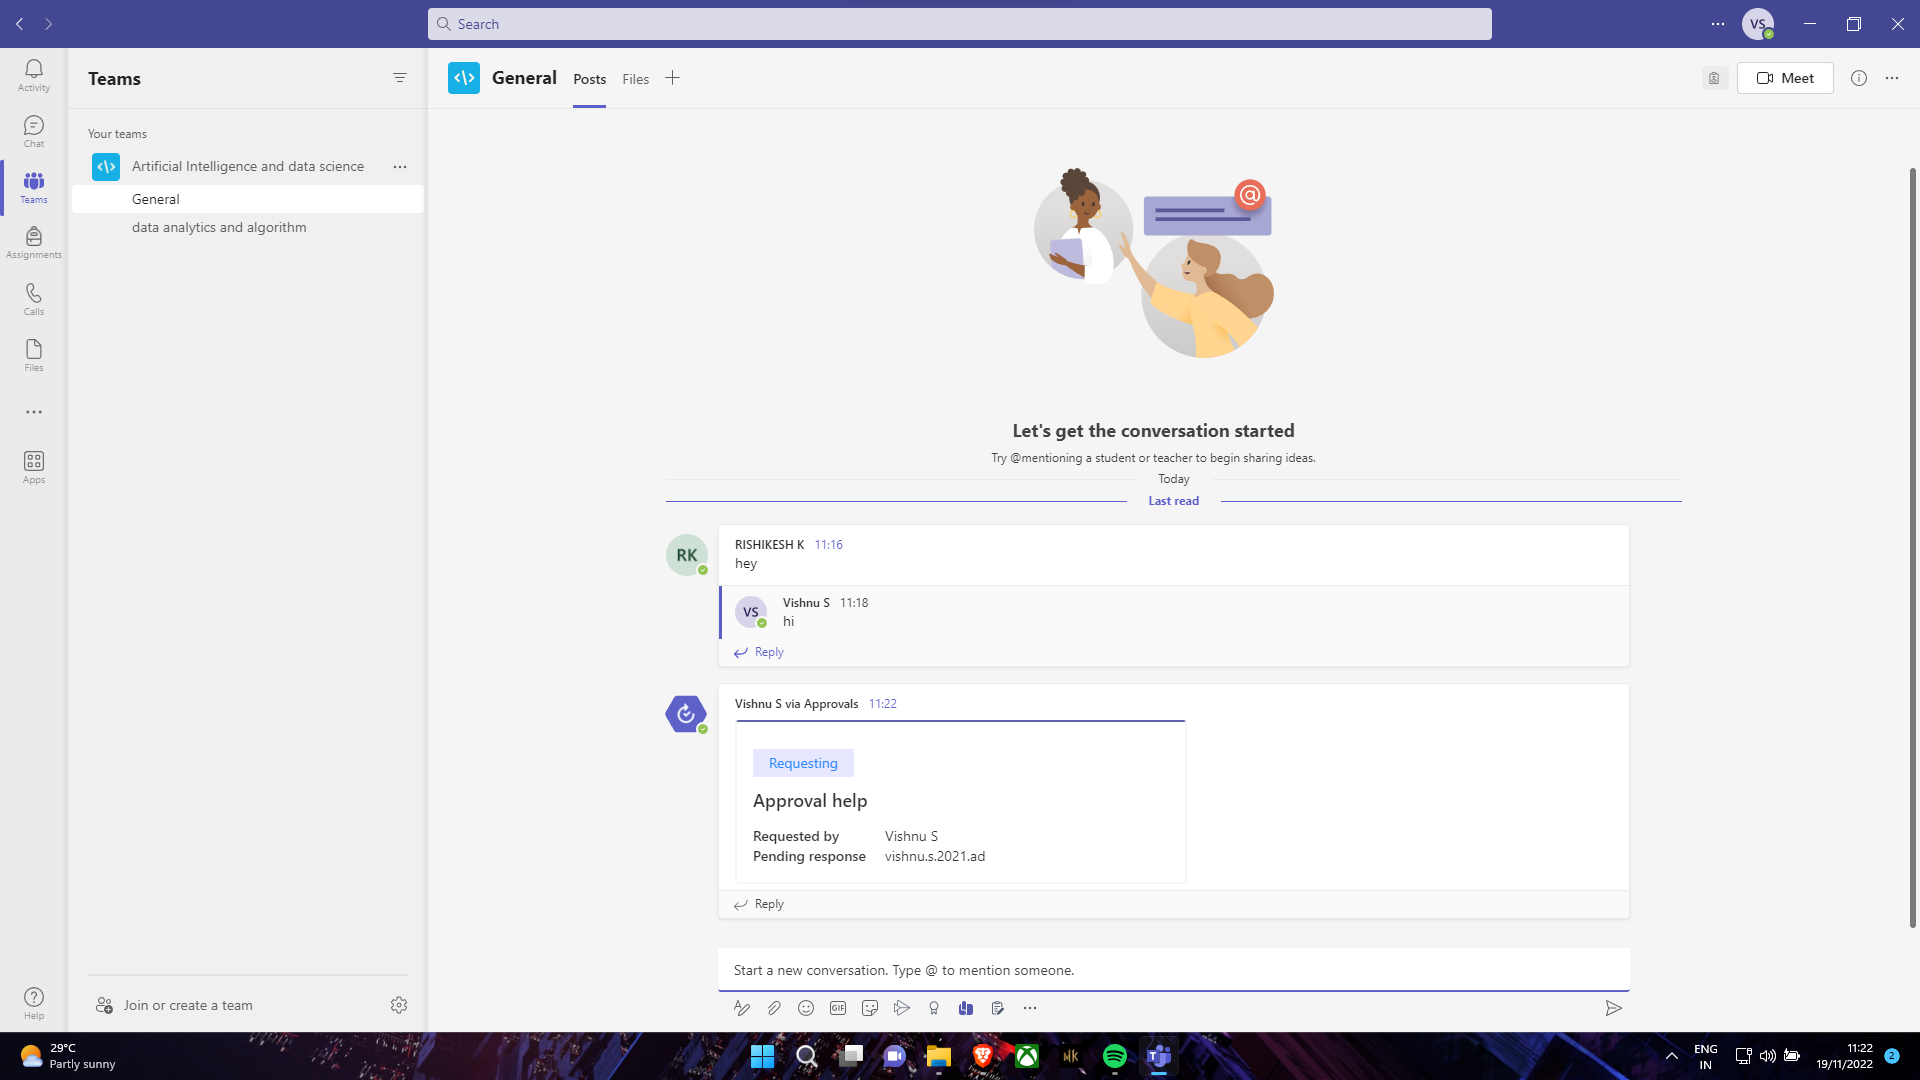 Search
VS
Activity
Chat
Teams
Assignments
Calls
Files
Apps
Help
Teams
Your teams
Artificial Intelligence and data science
General
data analytics and algorithm
Join or create a team
General
Posts
Files
Meet
@
Let's get the conversation started
Try @mentioning a student or teacher to begin sharing ideas.
Today
Last read
RK
RISHIKESH K 11:16
hey
VS
Vishnu S 11:18
hi
Reply
Vishnu S via Approvals 11:22
Requesting
Approval help
Requested by Vishnu S
Pending response vishnu.s.2021.ad
Reply
Start a new conversation. Type @ to mention someone.
GIF
29°C
Partly sunny
MK
T
ENG
IN
11:22
19/11/2022
2